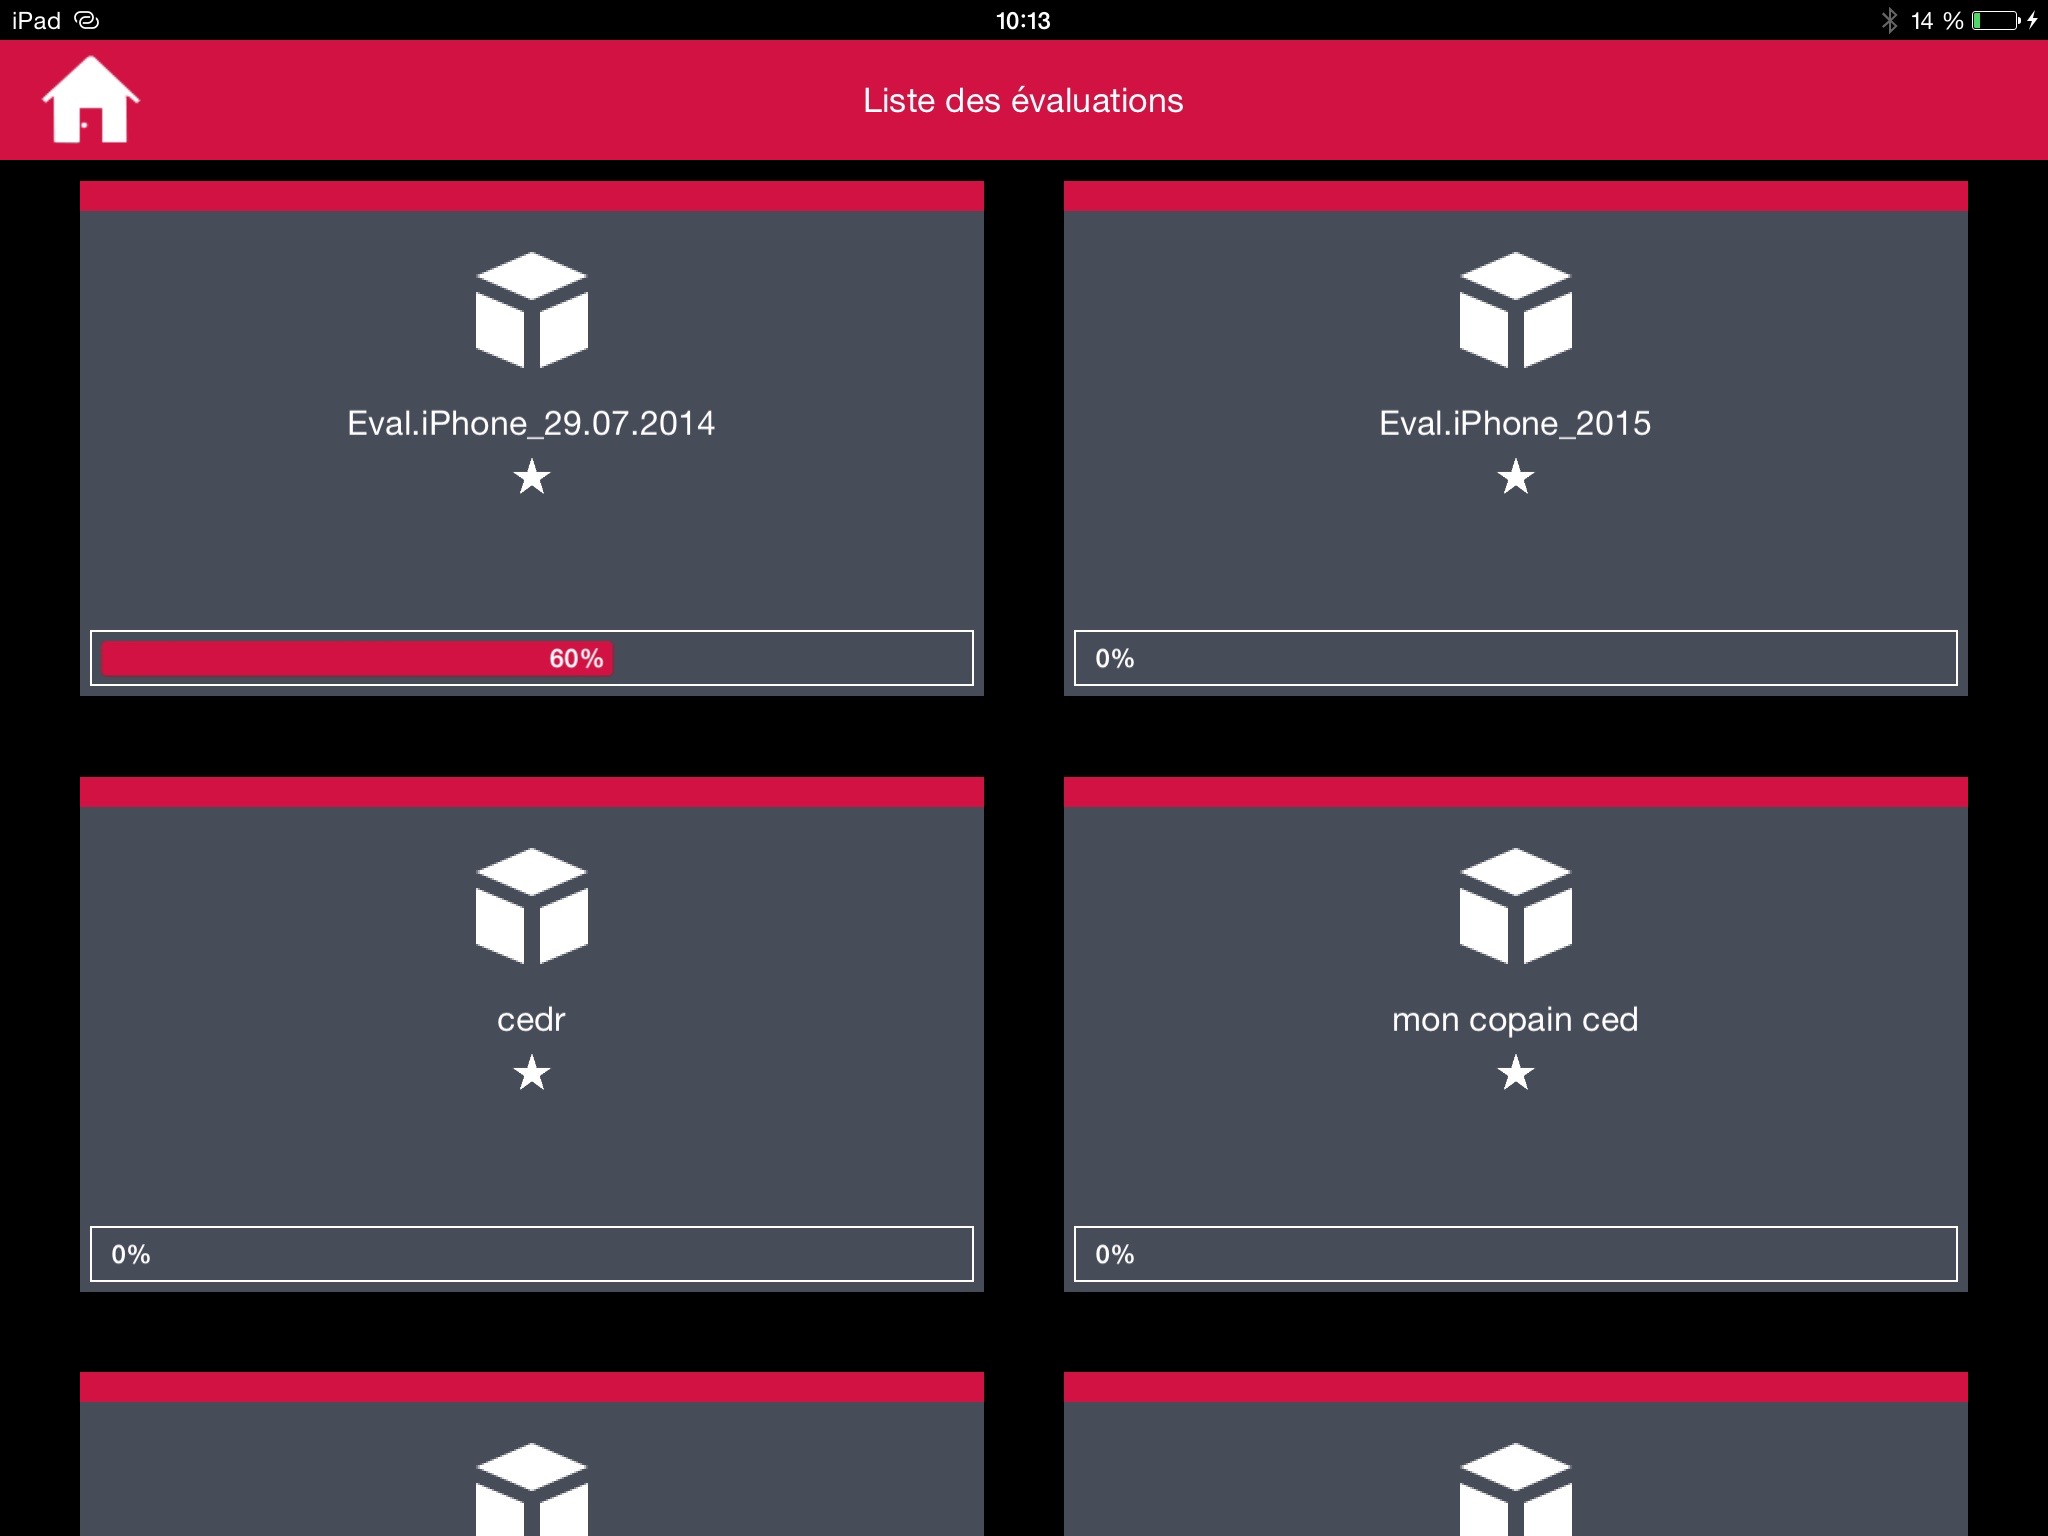 iPad
10:13
14 %
Liste des évaluations
Eval.iPhone_29.07.2014
Eval.iPhone_2015
60%
0%
cedr
mon copain ced
0%
0%